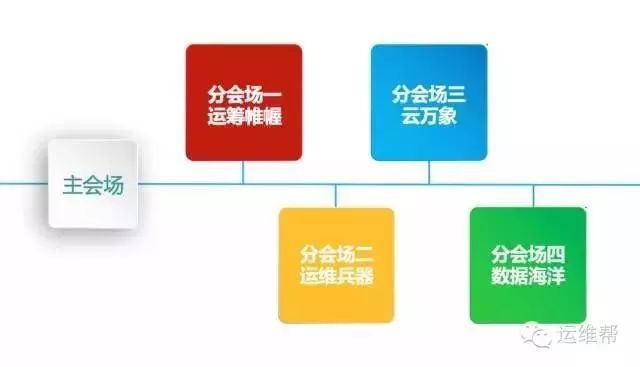 主会场
分会场一
运筹帷幄
分会场三
云万象
分会场二
运维兵器
分会场四
数据海洋
运维帮